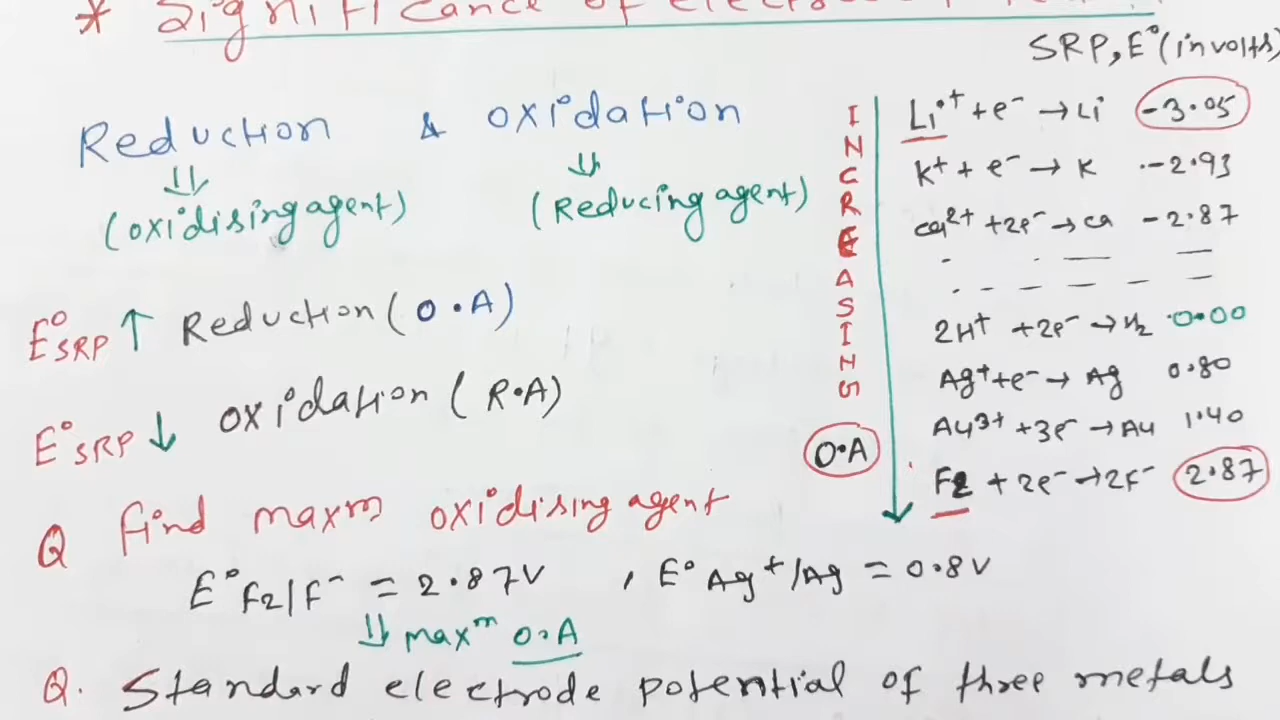 * Significance of
SRP, E° (in volts)
Reduction & oxidation
(oxidising agent) (Reducing agent)
E°SRP ↑ Reduction (O.A)
E°SRP ↓ oxidation (R.A)
INCREASING
O.A
Li⁺ + e⁻ → Li -3.05
K⁺ + e⁻ → K -2.93
Ca²⁺ + 2e⁻ → Ca -2.87
2H⁺ + 2e⁻ → H₂ 0.00
Ag⁺ + e⁻ → Ag 0.80
Au³⁺ + 3e⁻ → Au 1.40
F₂ + 2e⁻ → 2F⁻ 2.87
Q Find maxm oxidising agent
E° F₂/F⁻ = 2.87V , E° Ag⁺/Ag = 0.8V
⇓ maxᵐ O.A
Q. Standard electrode potential of three metals